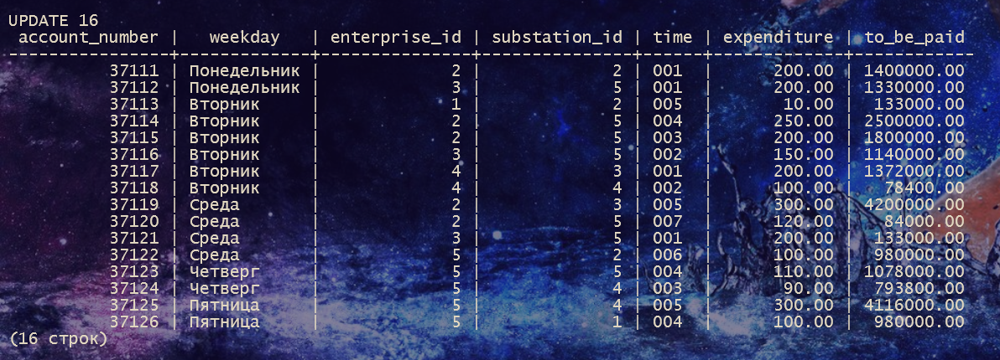 UPDATE 16
account_number | weekday | enterprise_id | substation_id | time | expenditure | to_be_paid
----------------+-------------+---------------+---------------+------+-------------+------------
37111 | Понедельник | 2 | 2 | 001 | 200.00 | 1400000.00
37112 | Понедельник | 3 | 5 | 001 | 200.00 | 1330000.00
37113 | Вторник | 1 | 2 | 005 | 10.00 | 133000.00
37114 | Вторник | 2 | 5 | 004 | 250.00 | 2500000.00
37115 | Вторник | 2 | 5 | 003 | 200.00 | 1800000.00
37116 | Вторник | 3 | 5 | 002 | 150.00 | 1140000.00
37117 | Вторник | 4 | 3 | 001 | 200.00 | 1372000.00
37118 | Вторник | 4 | 4 | 002 | 100.00 | 78400.00
37119 | Среда | 2 | 3 | 005 | 300.00 | 4200000.00
37120 | Среда | 2 | 5 | 007 | 120.00 | 84000.00
37121 | Среда | 3 | 5 | 001 | 200.00 | 133000.00
37122 | Среда | 5 | 2 | 006 | 100.00 | 980000.00
37123 | Четверг | 5 | 5 | 004 | 110.00 | 1078000.00
37124 | Четверг | 5 | 4 | 003 | 90.00 | 793800.00
37125 | Пятница | 5 | 4 | 005 | 300.00 | 4116000.00
37126 | Пятница | 5 | 1 | 004 | 100.00 | 980000.00
(16 строк)